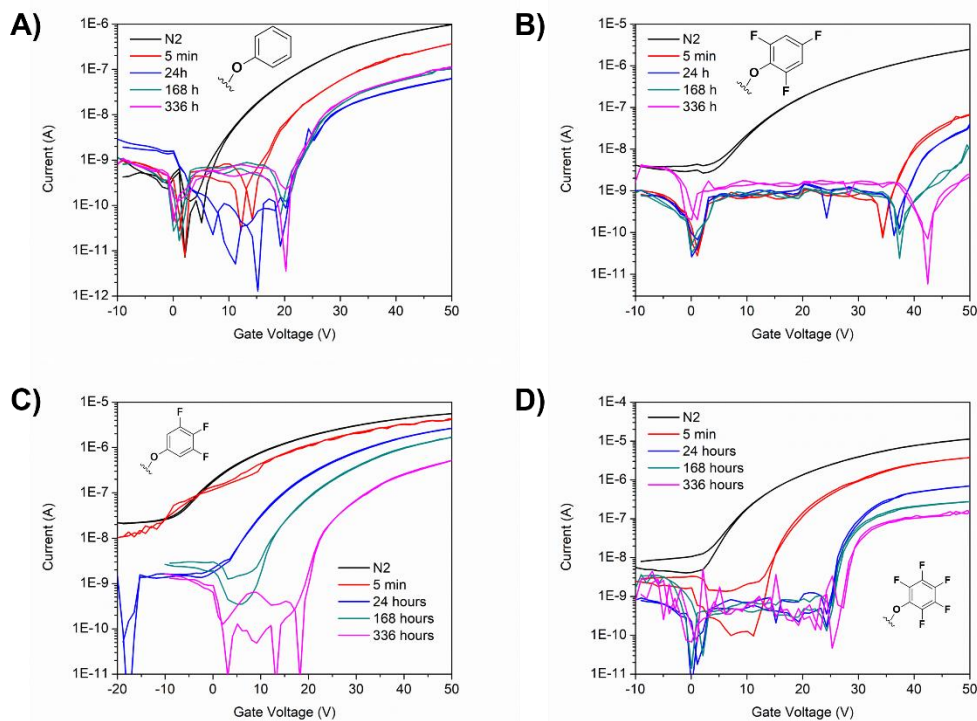 A)
1E-6
1E-7
1E-8
1E-9
1E-10
1E-11
1E-12
Current (A)
N2
5 min
24h
168 h
336 h
O
-10 0 10 20 30 40 50
Gate Voltage (V)
B)
1E-5
1E-6
1E-7
1E-8
1E-9
1E-10
1E-11
Current (A)
N2
5 min
24 h
168 h
336 h
F
F
O
F
-10 0 10 20 30 40 50
Gate Voltage (V)
C)
1E-5
1E-6
1E-7
1E-8
1E-9
1E-10
1E-11
Current (A)
F
F
F
O
N2
5 min
24 hours
168 hours
336 hours
-20 -10 0 10 20 30 40 50
Gate Voltage (V)
D)
1E-4
1E-5
1E-6
1E-7
1E-8
1E-9
1E-10
1E-11
Current (A)
N2
5 min
24 hours
168 hours
336 hours
F
F
F
O
F
F
-10 0 10 20 30 40 50
Gate Voltage (V)